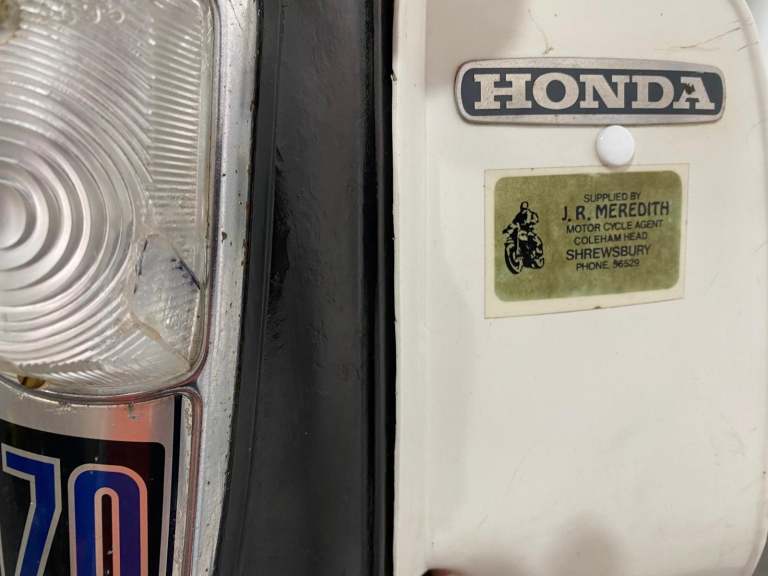 HONDA
SUPPLIED BY
J. R. MEREDITH
MOTOR CYCLE AGENT
COLEHAM HEAD.
SHREWSBURY
PHONE. 56529.
70